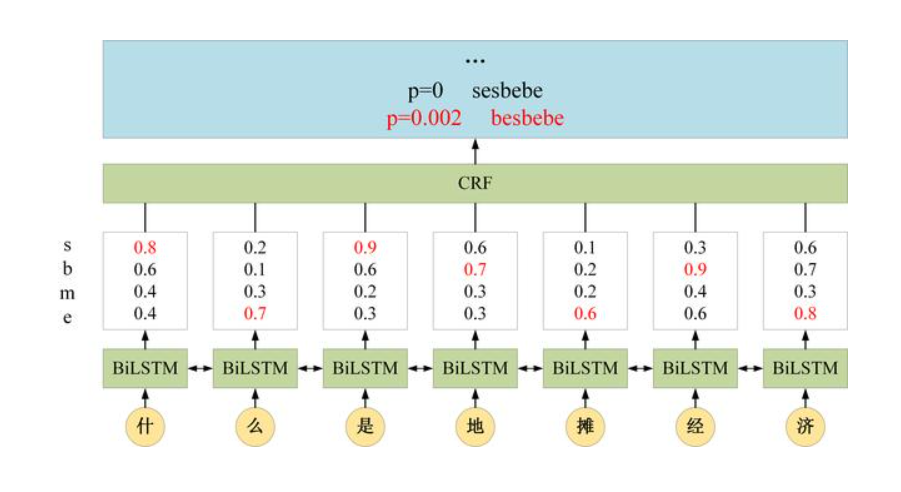 ...
p=0 sesbebe
p=0.002 besbebe
CRF
s 0.8 0.2 0.9 0.6 0.1 0.3 0.6
b 0.6 0.1 0.6 0.7 0.2 0.9 0.7
m 0.4 0.3 0.2 0.3 0.2 0.4 0.3
e 0.4 0.7 0.3 0.3 0.6 0.6 0.8
BiLSTM BiLSTM BiLSTM BiLSTM BiLSTM BiLSTM BiLSTM
什 么 是 地 摊 经 济